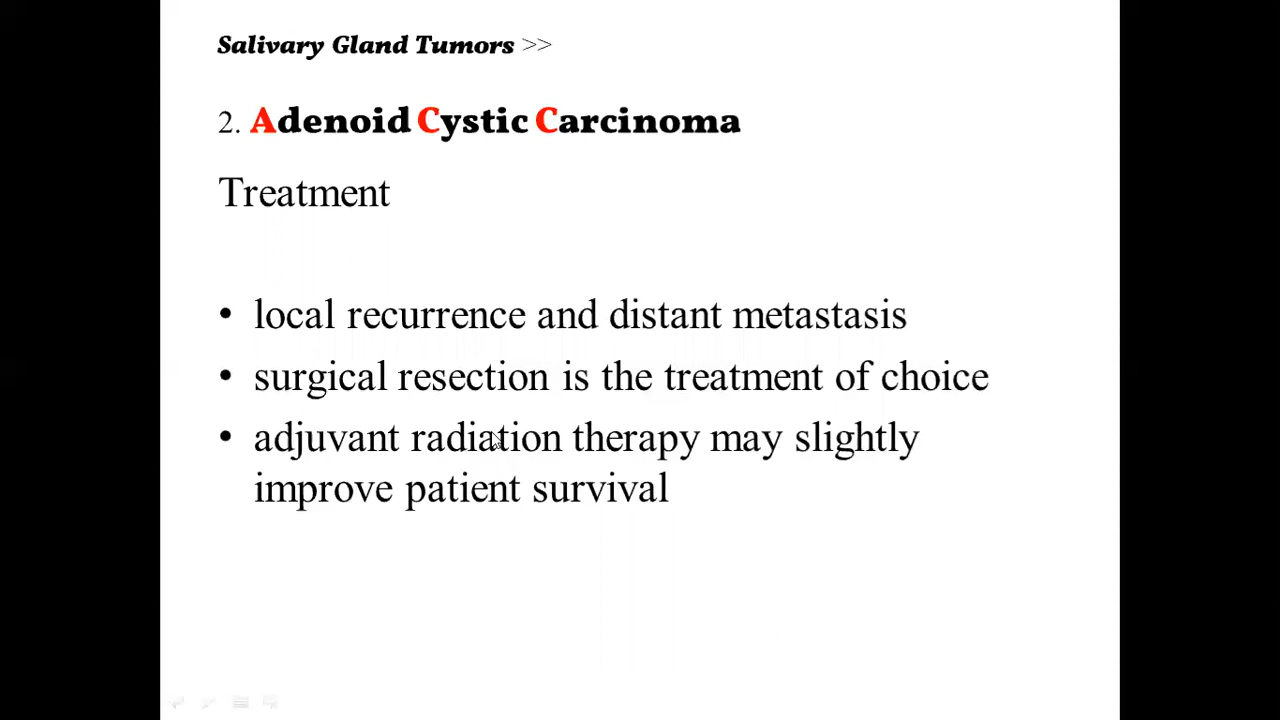 Salivary Gland Tumors >>
2. Adenoid Cystic Carcinoma
Treatment
• local recurrence and distant metastasis
• surgical resection is the treatment of choice
• adjuvant radiation therapy may slightly
improve patient survival